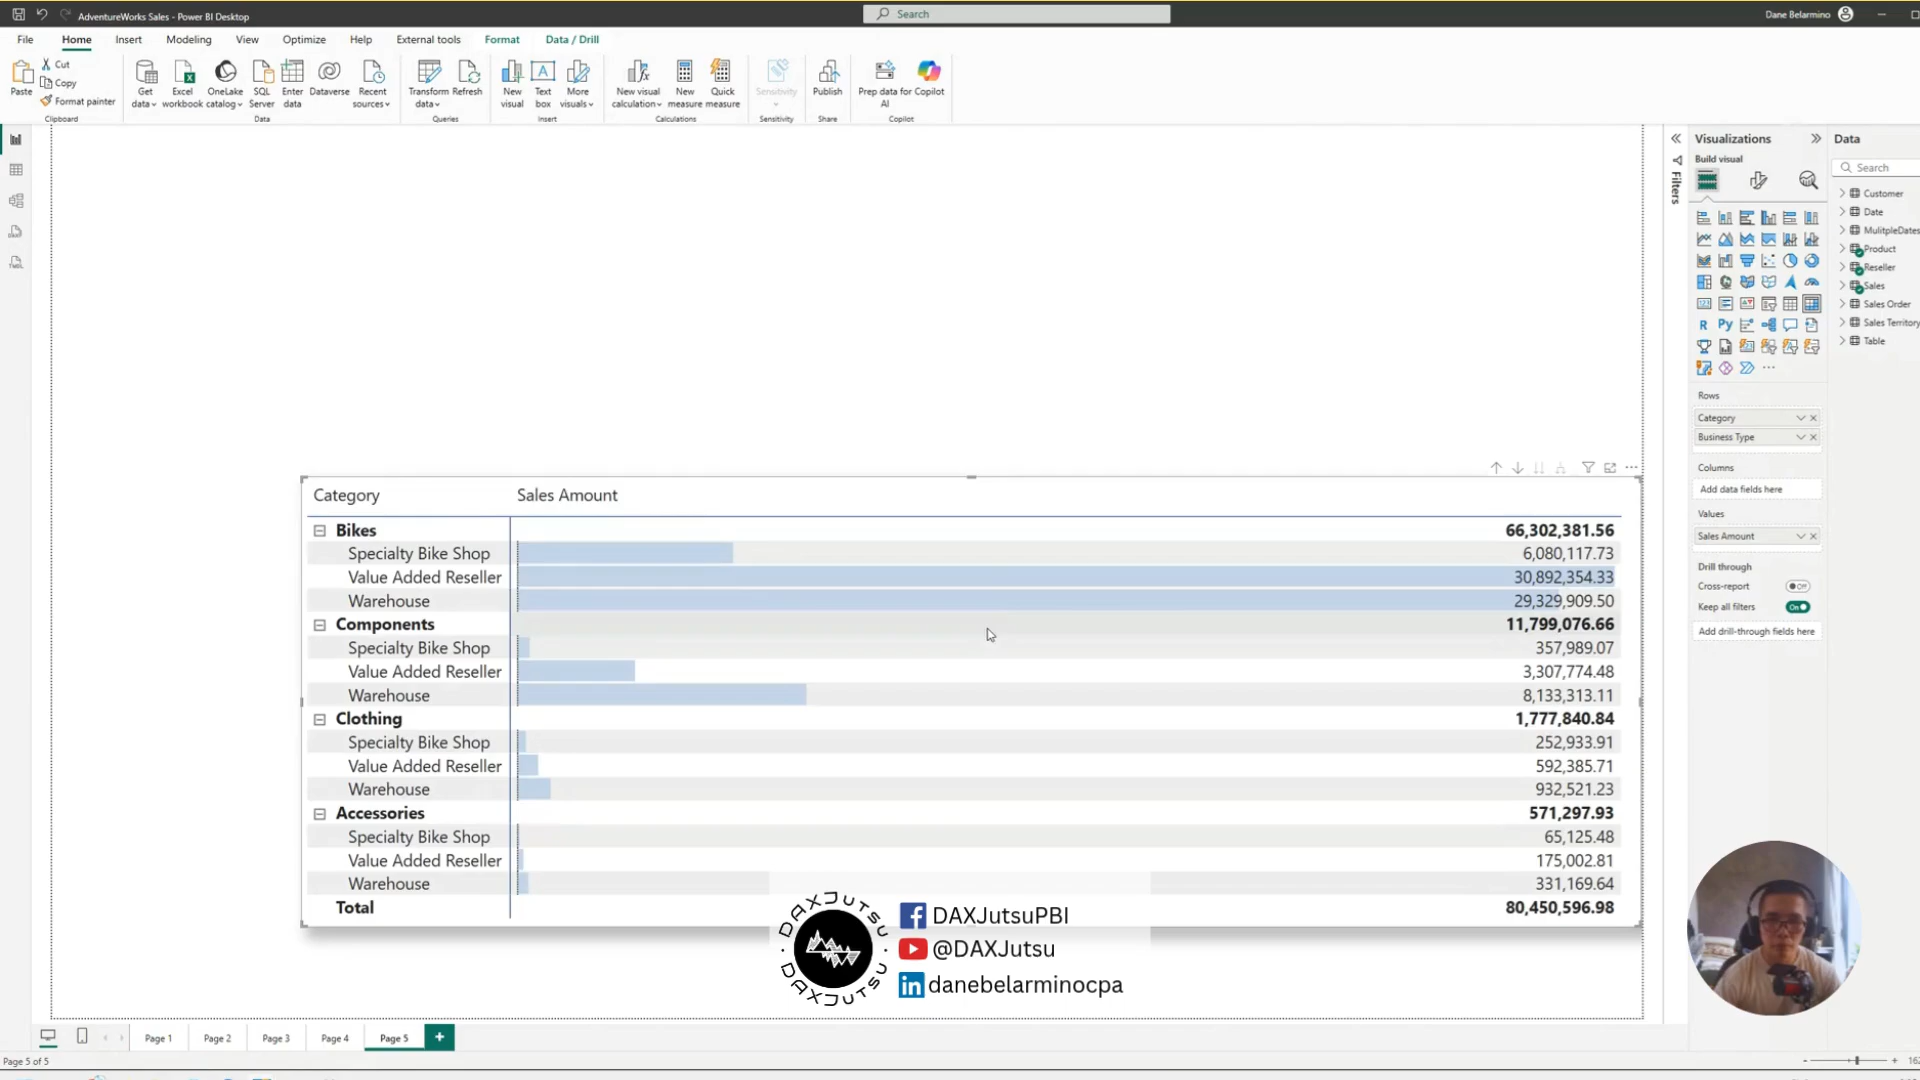 AdventureWorks Sales - Power BI Desktop
Search
Dane Belarmino
File
Home
Insert
Modeling
View
Optimize
Help
External tools
Format
Data / Drill
Paste
Cut
Copy
Format painter
Clipboard
Get data
Excel workbook
OneLake catalog
SQL Server
Enter data
Dataverse
Recent sources
Data
Transform data
Refresh
Queries
New visual
Text box
More visuals
Insert
New visual calculation
New measure
Quick measure
Calculations
Sensitivity
Sensitivity
Publish
Share
Prep data for AI
Copilot
Copilot
Category Sales Amount
Bikes 66,302,381.56
Specialty Bike Shop 6,080,117.73
Value Added Reseller 30,892,354.33
Warehouse 29,329,909.50
Components 11,799,076.66
Specialty Bike Shop 357,989.07
Value Added Reseller 3,307,774.48
Warehouse 8,133,313.11
Clothing 1,777,840.84
Specialty Bike Shop 252,933.91
Value Added Reseller 592,385.71
Warehouse 932,521.23
Accessories 571,297.93
Specialty Bike Shop 65,125.48
Value Added Reseller 175,002.81
Warehouse 331,169.64
Total 80,450,596.98
DAXJutsu
DAXJutsu
DAXJutsuPBI
@DAXJutsu
danebelarminocpa
Filters
Visualizations
Build visual
R
Py
123
Rows
Category
Business Type
Columns
Add data fields here
Values
Sales Amount
Drill through
Cross-report
Off
Keep all filters
On
Add drill-through fields here
Data
Search
Customer
Date
MulitpleDates
Product
Reseller
Sales
Sales Order
Sales Territory
Table
Page 1
Page 2
Page 3
Page 4
Page 5
Page 5 of 5